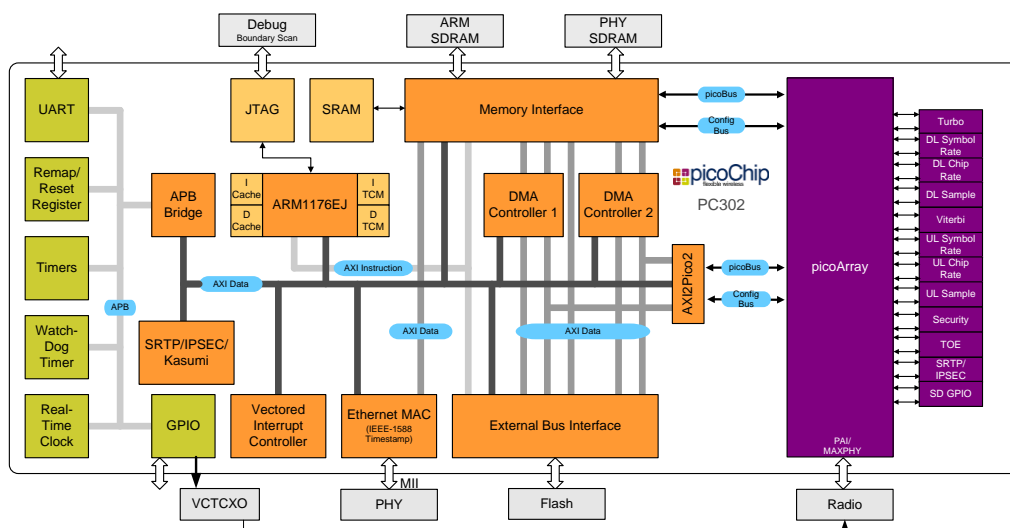 Debug
Boundary Scan
ARM
SDRAM
PHY
SDRAM
UART
JTAG
SRAM
Memory Interface
picoBus
Config
Bus
Remap/
Reset
Register
APB
Bridge
I
Cache
D
Cache
ARM1176EJ
I
TCM
D
TCM
DMA
Controller 1
DMA
Controller 2
picoChip
flexible wireless
PC302
Timers
AXI Instruction
AXI Data
AXI2Pico2
picoBus
Config
Bus
picoArray
Turbo
DL Symbol
Rate
DL Chip
Rate
DL Sample
Viterbi
UL Symbol
Rate
UL Chip
Rate
UL Sample
Security
TOE
SRTP/
IPSEC
SD GPIO
APB
Watch-
Dog
Timer
SRTP/IPSEC/
Kasumi
AXI Data
AXI Data
Real-
Time
Clock
GPIO
Vectored
Interrupt
Controller
Ethernet MAC
(IEEE-1588
Timestamp)
External Bus Interface
PAI/
MAXPHY
MII
VCTCXO
PHY
Flash
Radio